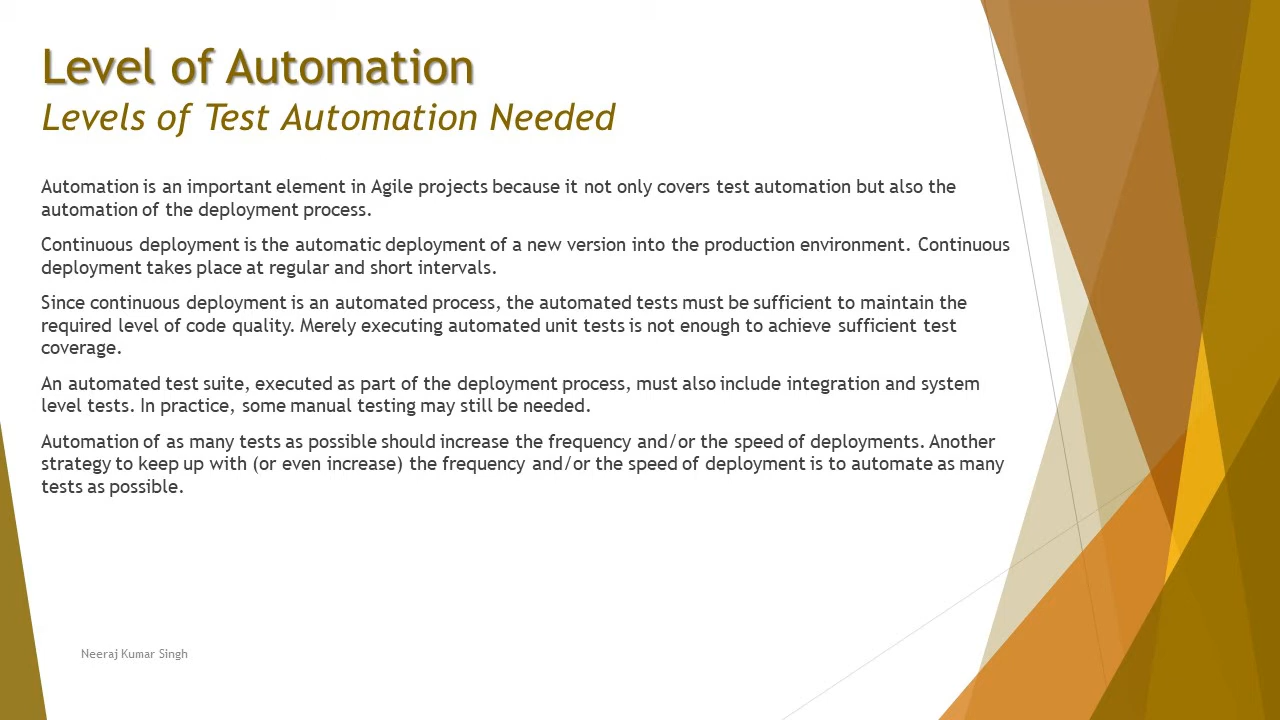 Level of Automation
Levels of Test Automation Needed
Automation is an important element in Agile projects because it not only covers test automation but also the
automation of the deployment process.
Continuous deployment is the automatic deployment of a new version into the production environment. Continuous
deployment takes place at regular and short intervals.
Since continuous deployment is an automated process, the automated tests must be sufficient to maintain the
required level of code quality. Merely executing automated unit tests is not enough to achieve sufficient test
coverage.
An automated test suite, executed as part of the deployment process, must also include integration and system
level tests. In practice, some manual testing may still be needed.
Automation of as many tests as possible should increase the frequency and/or the speed of deployments. Another
strategy to keep up with (or even increase) the frequency and/or the speed of deployment is to automate as many
tests as possible.
Neeraj Kumar Singh